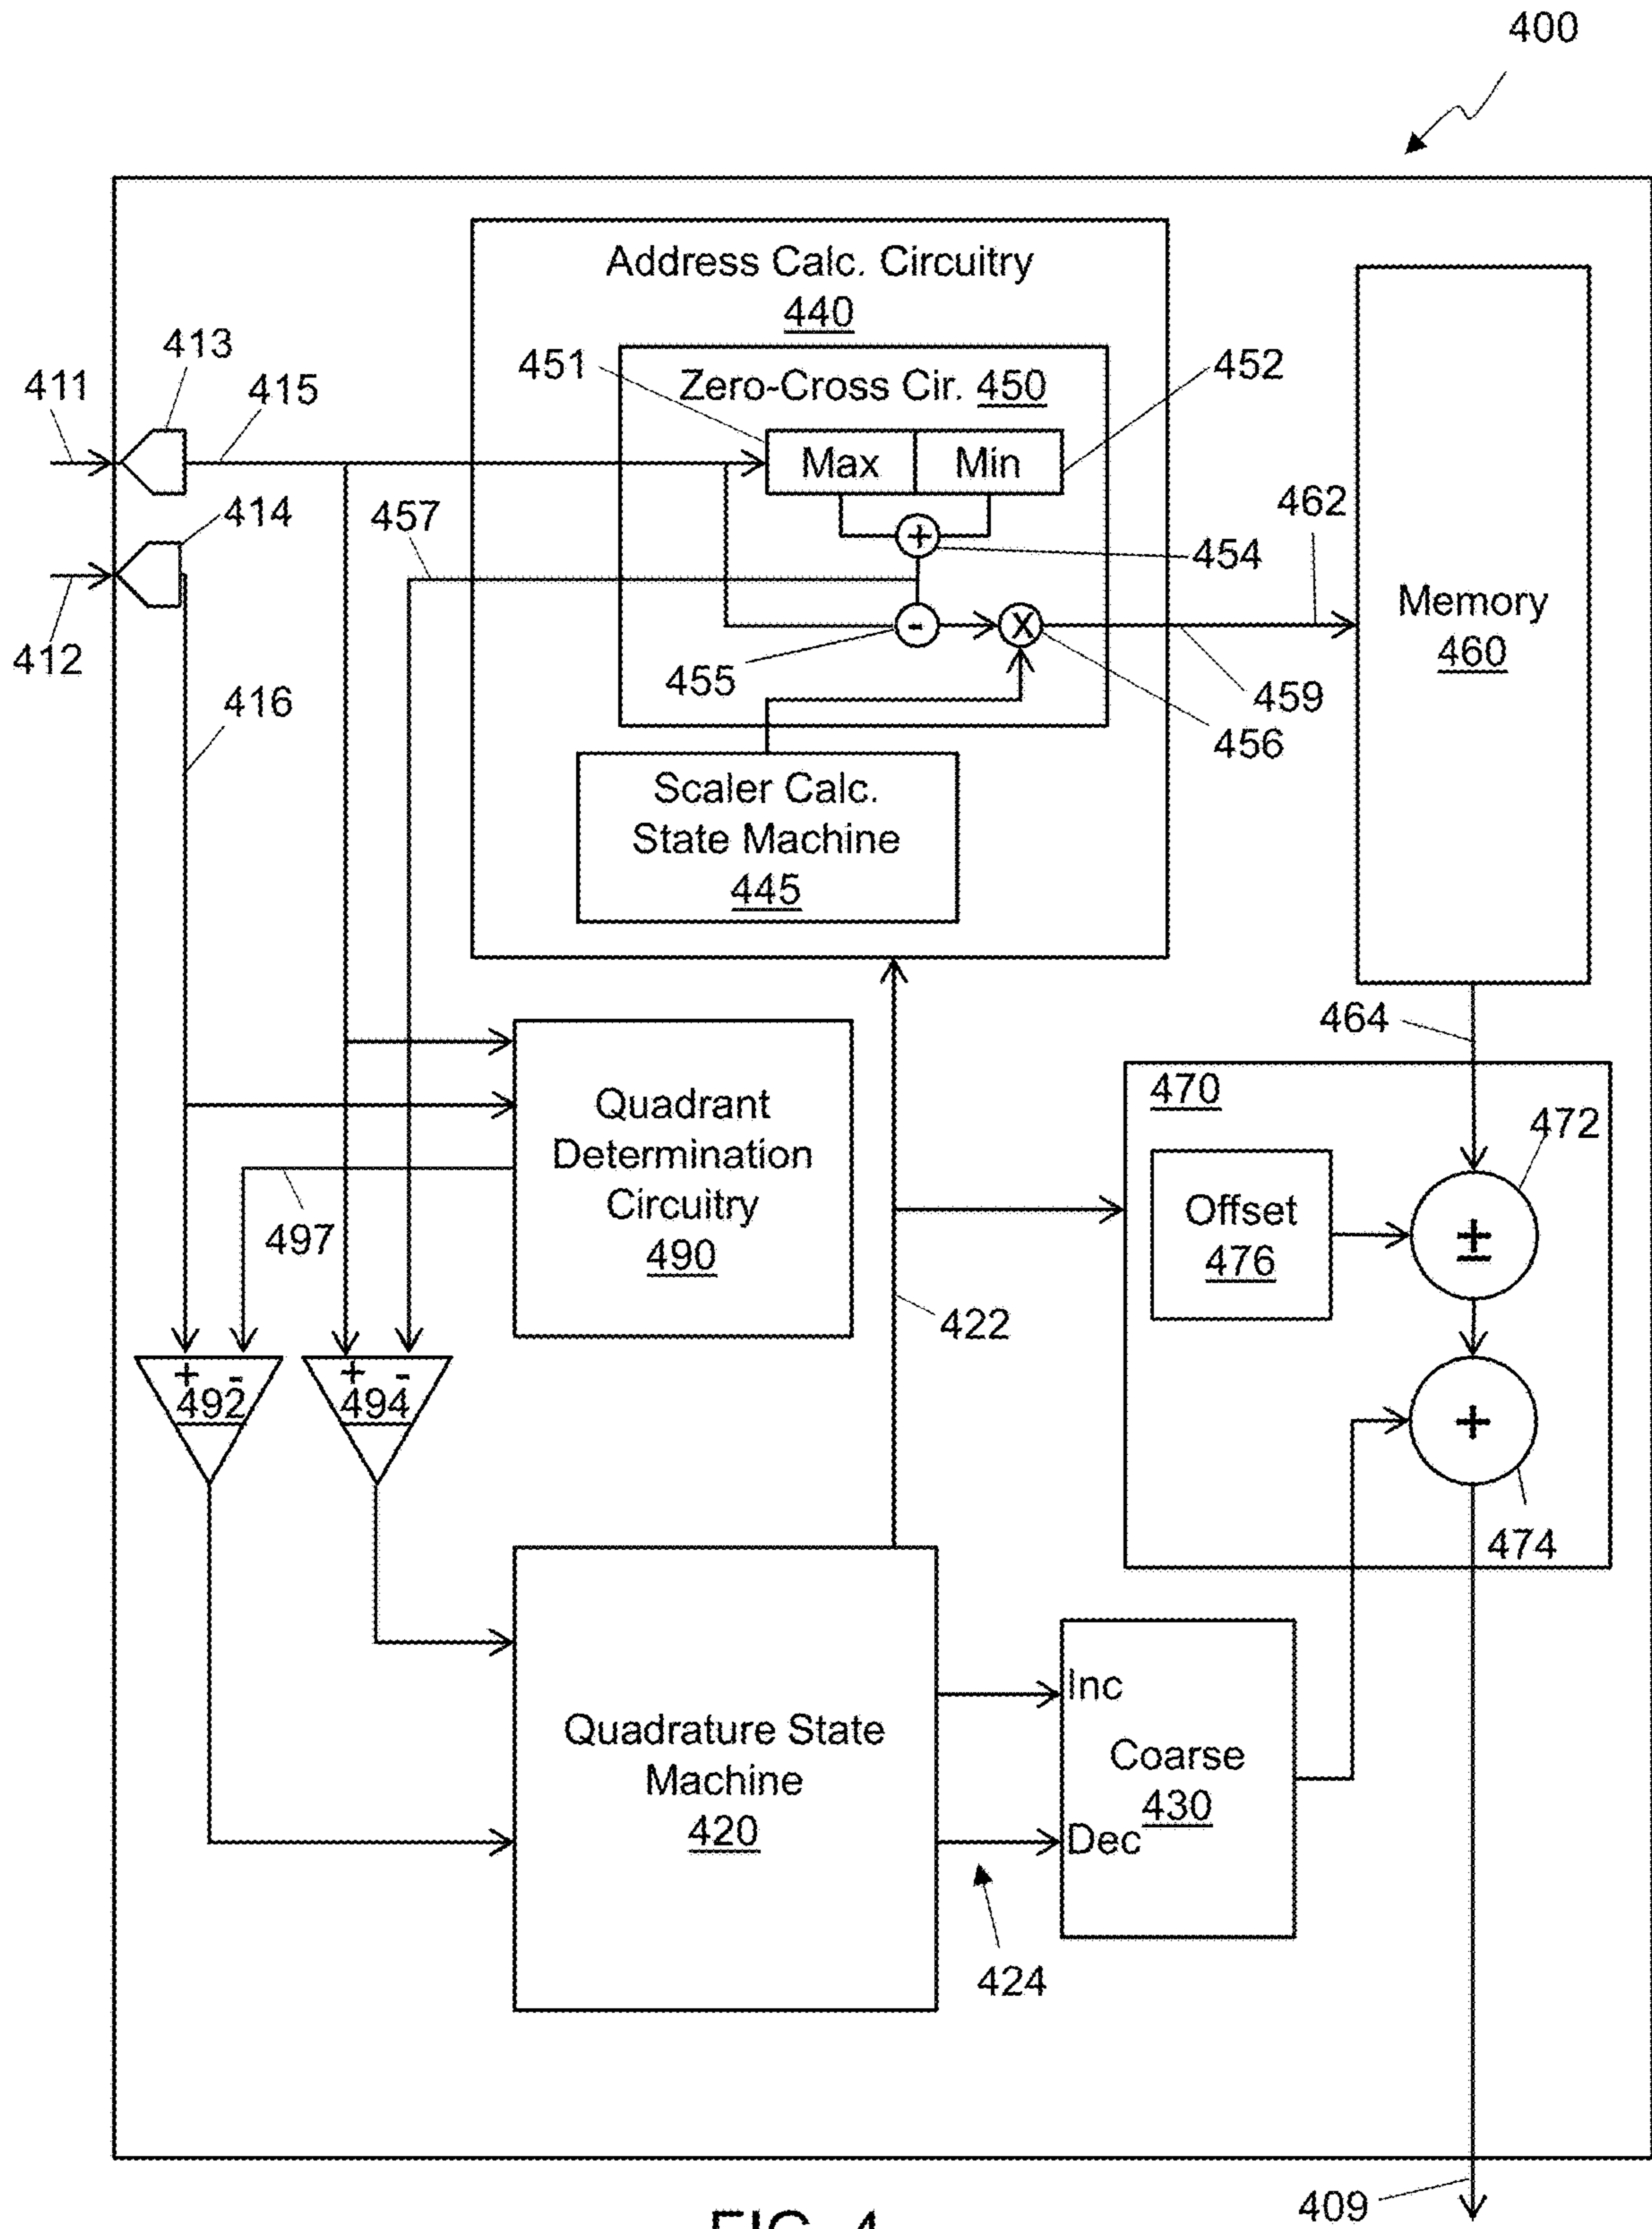 400
Address Calc. Circuitry
440
413
451
Zero-Cross Cir. 450
452
411
415
Max
Min
414
457
+
462
454
Memory
460
412
-
X
455
459
416
456
Scaler Calc.
State Machine
445
464
470
Quadrant
Determination
Circuitry
490
472
Offset
476
±
497
422
+ -
492
+ -
494
+
474
Quadrature State
Machine
420
Inc
Coarse
430
Dec
424
409
FIG. 4